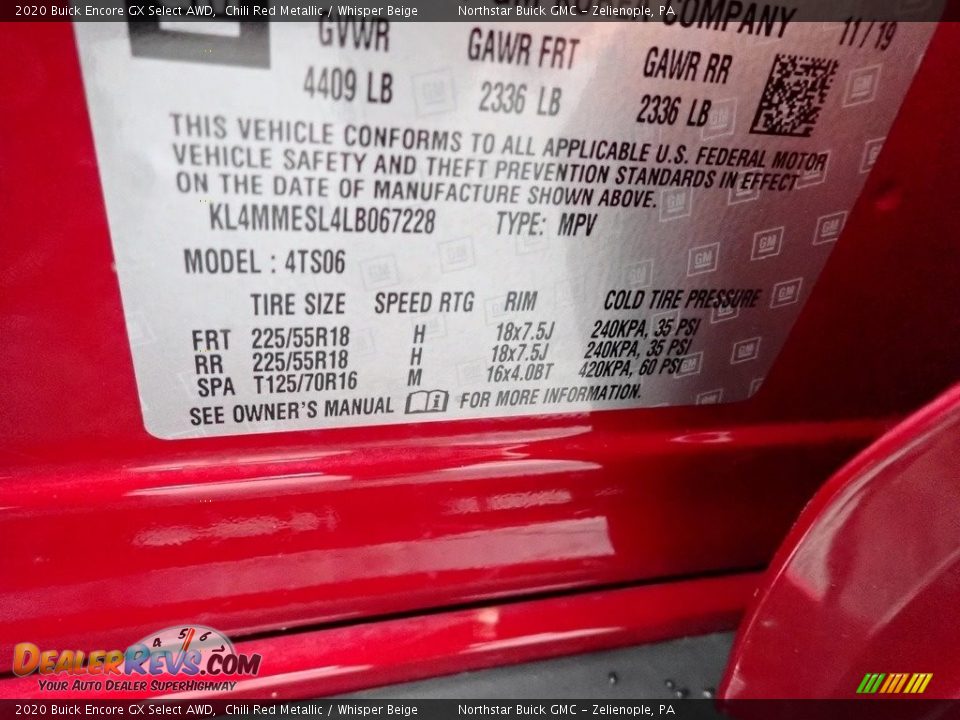 2020 Buick Encore GX Select AWD, Chili Red Metallic / Whisper Beige Northstar Buick GMC - Zelienople, PA
COMPANY 11/19
GVWR GAWR FRT GAWR RR
4409 LB 2336 LB 2336 LB
THIS VEHICLE CONFORMS TO ALL APPLICABLE U.S. FEDERAL MOTOR
VEHICLE SAFETY AND THEFT PREVENTION STANDARDS IN EFFECT
ON THE DATE OF MANUFACTURE SHOWN ABOVE.
KL4MMESL4LB067228 TYPE: MPV
MODEL : 4TS06
TIRE SIZE SPEED RTG RIM COLD TIRE PRESSURE
FRT 225/55R18 H 18x7.5J 240KPA, 35 PSI
RR 225/55R18 H 18x7.5J 240KPA, 35 PSI
SPA T125/70R16 M 16x4.0BT 420KPA, 60 PSI
SEE OWNER'S MANUAL FOR MORE INFORMATION.
4 5 6
DealerRevs.com
Your Auto Dealer SuperHighway
2020 Buick Encore GX Select AWD, Chili Red Metallic / Whisper Beige Northstar Buick GMC - Zelienople, PA